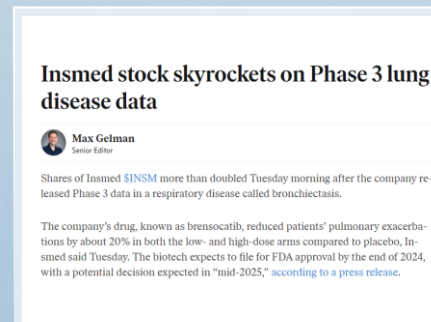 Insmed stock skyrockets on Phase 3 lung
disease data
Max Gelman
Senior Editor
Shares of Insmed $INSM more than doubled Tuesday morning after the company re-
leased Phase 3 data in a respiratory disease called bronchiectasis.
The company's drug, known as brensocatib, reduced patients' pulmonary exacerba-
tions by about 20% in both the low- and high-dose arms compared to placebo, In-
smed said Tuesday. The biotech expects to file for FDA approval by the end of 2024,
with a potential decision expected in "mid-2025," according to a press release.